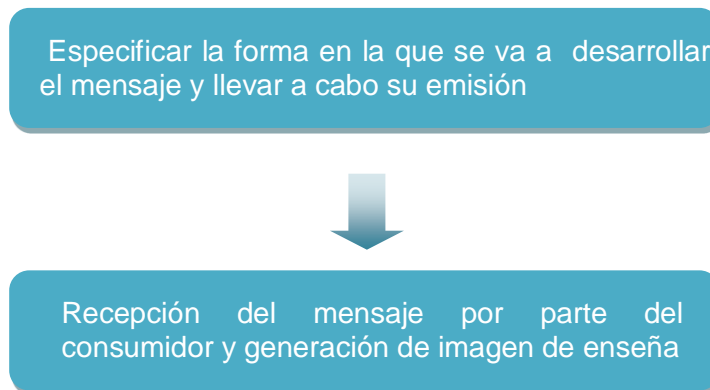 Especificar la forma en la que se va a desarrollar
el mensaje y llevar a cabo su emisión
Recepción del mensaje por parte del
consumidor y generación de imagen de enseña